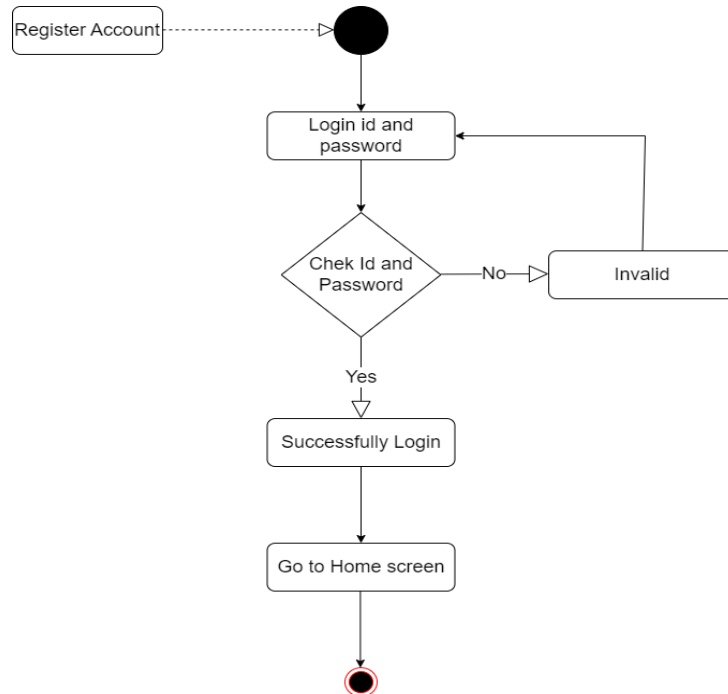 Register Account
Login id and
password
Chek Id and
Password
No
Invalid
Yes
Successfully Login
Go to Home screen